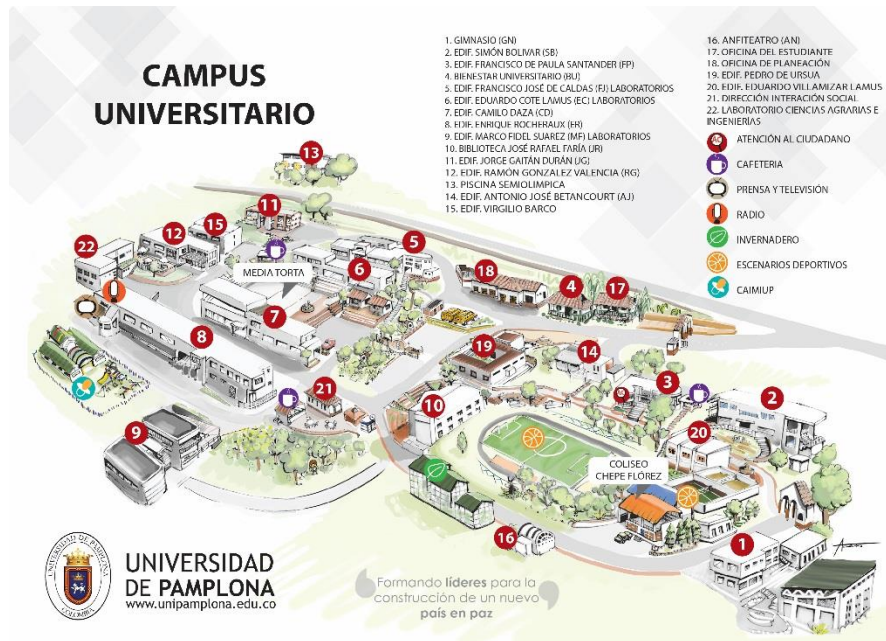 CAMPUS
UNIVERSITARIO
1. GIMNASIO (GN)
2. EDIF. SIMÓN BOLIVAR (SB)
3. EDIF. FRANCISCO DE PAULA SANTANDER (FP)
4. BIENESTAR UNIVERSITARIO (BU)
5. EDIF. FRANCISCO JOSÉ DE CALDAS (FJ) LABORATORIOS
6. EDIF. EDUARDO COTE LAMUS (EC) LABORATORIOS
7. EDIF. CAMILO DAZA (CD)
8. EDIF. ENRIQUE ROCHERAUX (ER)
9. EDIF. MARCO FIDEL SUAREZ (MF) LABORATORIOS
10. BIBLIOTECA JOSÉ RAFAEL FARÍA (JR)
11. EDIF. JORGE GAITÁN DURÁN (JG)
12. EDIF. RAMÓN GONZALEZ VALENCIA (RG)
13. PISCINA SEMIOLIMPICA
14. EDIF. ANTONIO JOSÉ BETANCOURT (AJ)
15. EDIF. VIRGILIO BARCO
16. ANFITEATRO (AN)
17. OFICINA DEL ESTUDIANTE
18. OFICINA DE PLANEACIÓN
19. EDIF. PEDRO DE URSUA
20. EDIF. EDUARDO VILLAMIZAR LAMUS
21. DIRECCIÓN INTERACIÓN SOCIAL
22. LABORATORIO CIENCIAS AGRARIAS E
INGENIERÍAS
ATENCIÓN AL CIUDADANO
CAFETERIA
PRENSA Y TELEVISIÓN
RADIO
INVERNADERO
ESCENARIOS DEPORTIVOS
CAIMIUP
13
11
15
12
22
5
6
MEDIA TORTA
18
4
17
7
8
19
14
3
2
21
10
20
9
COLISEO
CHEPE FLÓREZ
16
1
UNIVERSIDAD
DE PAMPLONA
www.unipamplona.edu.co
UNIVERSIDAD DE PAMPLONA
COLOMBIA
Formando líderes para la
construcción de un nuevo
país en paz